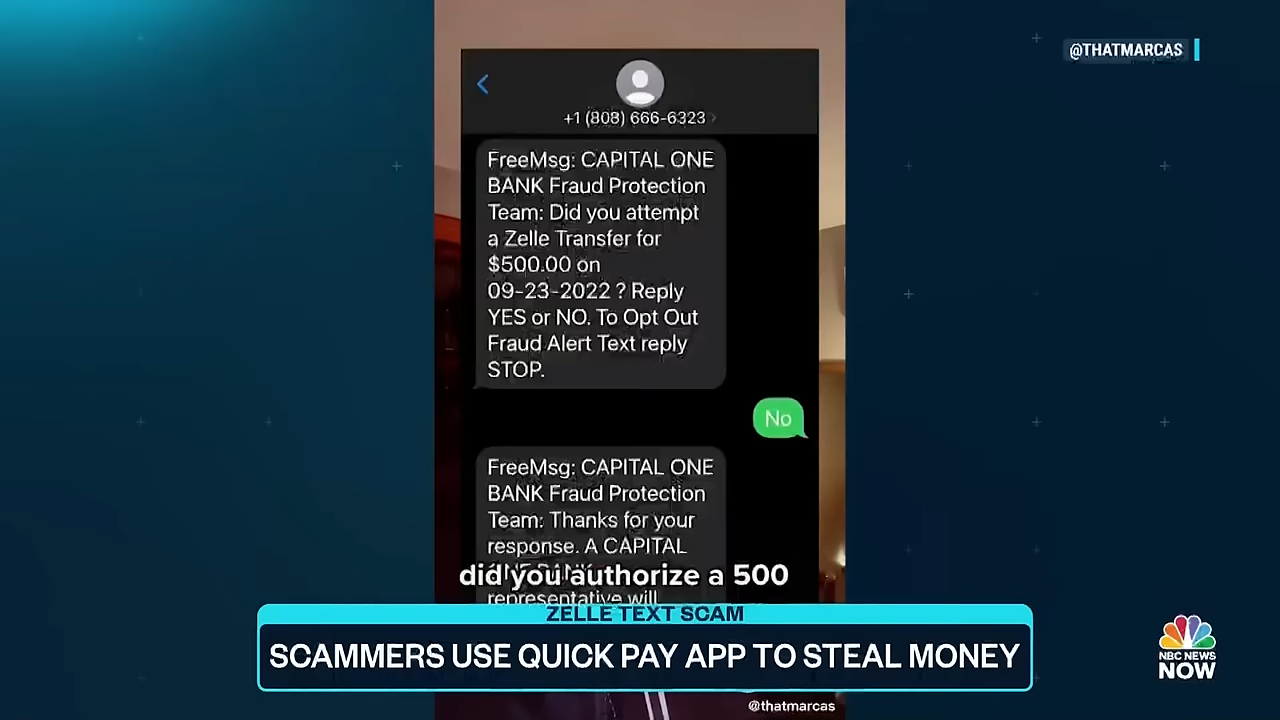 @THATMARCAS
+1 (808) 666-6323
FreeMsg: CAPITAL ONE
BANK Fraud Protection
Team: Did you attempt
a Zelle Transfer for
$500.00 on
09-23-2022 ? Reply
YES or NO. To Opt Out
Fraud Alert Text reply
STOP.
No
FreeMsg: CAPITAL ONE
BANK Fraud Protection
Team: Thanks for your
response. A CAPITAL
ONE BANK
did you authorize a 500
representative will
ZELLE TEXT SCAM
SCAMMERS USE QUICK PAY APP TO STEAL MONEY
NBC NEWS
NOW
@thatmarcas